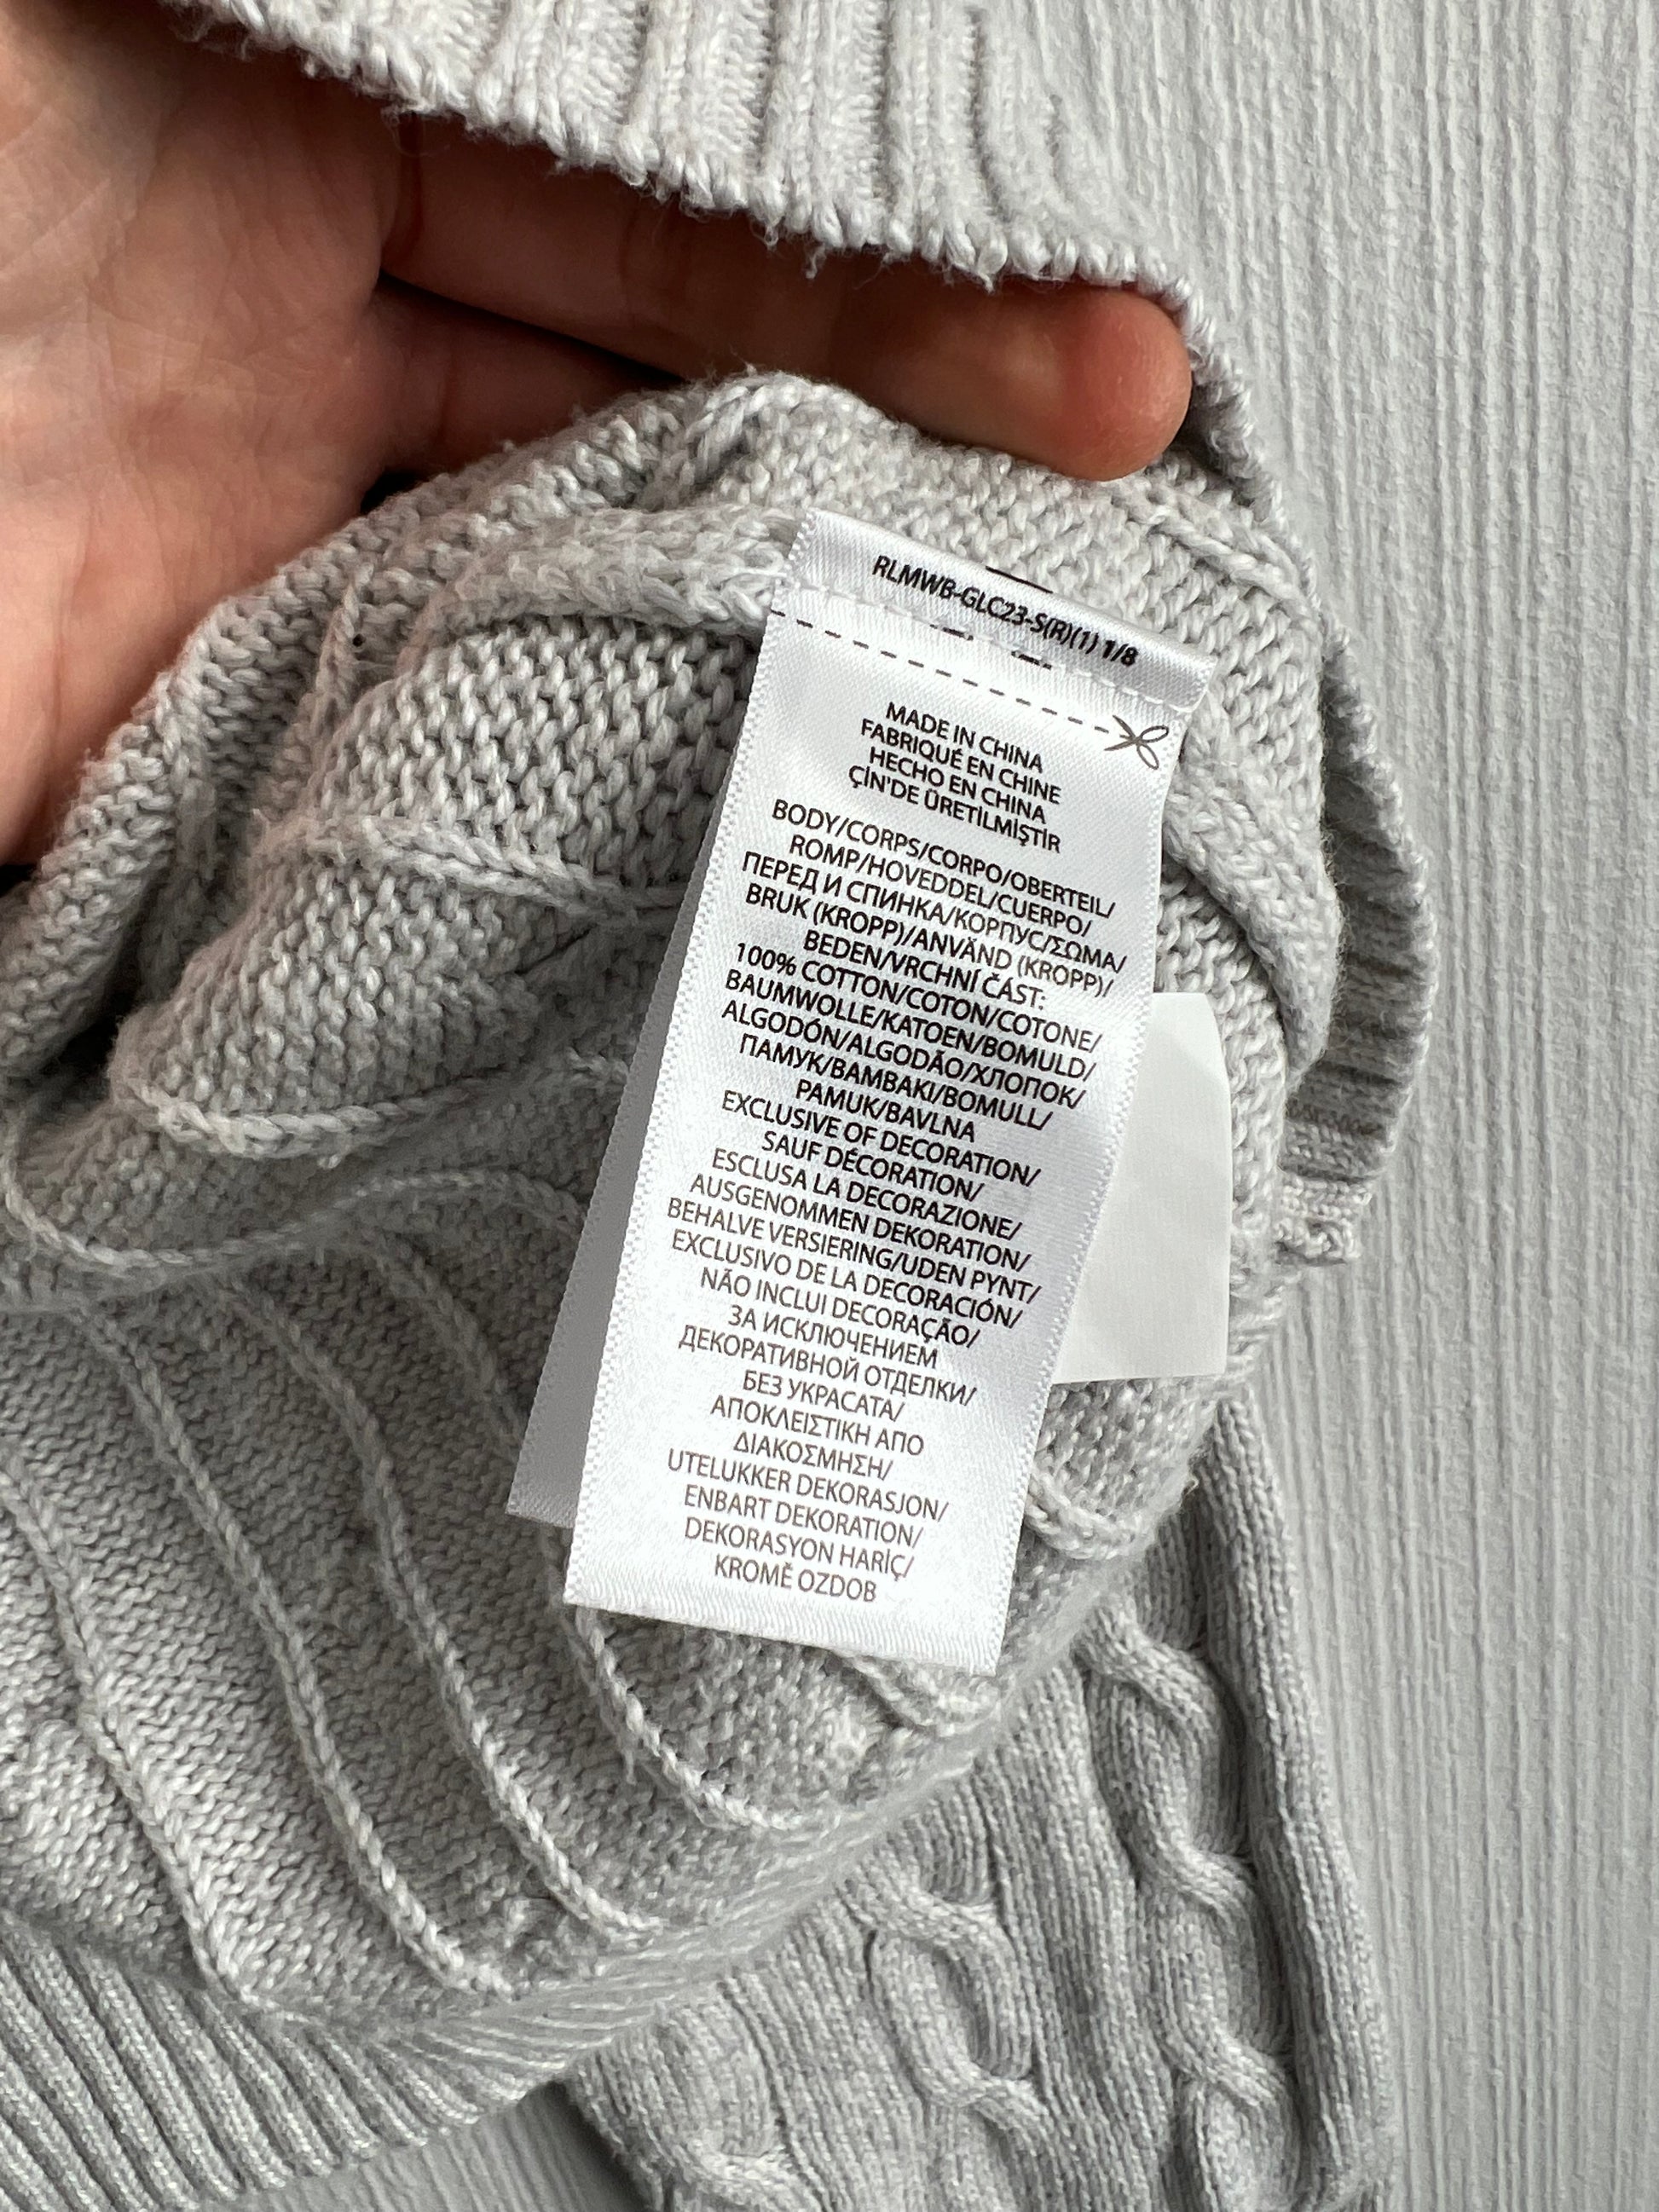 RLMWB-GLC23-S(R)(1) 1/8
MADE IN CHINA
FABRIQUÉ EN CHINE
HECHO EN CHINA
ÇİN'DE ÜRETİLMİŞTİR
BODY/CORPS/CORPO/OBERTEIL/
ROMP/HOVEDDEL/CUERPO/
ПЕРЕД И СПИНКА/КОРПУС/ΣΩΜΑ/
BRUK (KROPP)/ANVÄND (KROPP)/
BEDEN/VRCHNÍ ČÁST:
100% COTTON/COTON/COTONE/
BAUMWOLLE/KATOEN/BOMULD/
ALGODÓN/ALGODÃO/ХЛОПОК/
ПАМУК/BAMBAKI/BOMULL/
PAMUK/BAVLNA
EXCLUSIVE OF DECORATION/
SAUF DÉCORATION/
ESCLUSA LA DECORAZIONE/
AUSGENOMMEN DEKORATION/
BEHALVE VERSIERING/UDEN PYNT/
EXCLUSIVO DE LA DECORACIÓN/
NÃO INCLUI DECORAÇÃO/
ЗА ИСКЛЮЧЕНИЕМ
ДЕКОРАТИВНОЙ ОТДЕЛКИ/
БЕЗ УКРАСАТА/
ΑΠΟΚΛΕΙΣΤΙΚΗ ΑΠΟ
ΔΙΑΚΟΣΜΗΣΗ/
UTELUKKER DEKORASJON/
ENBART DEKORATION/
DEKORASYON HARİÇ/
KROMĚ OZDOB